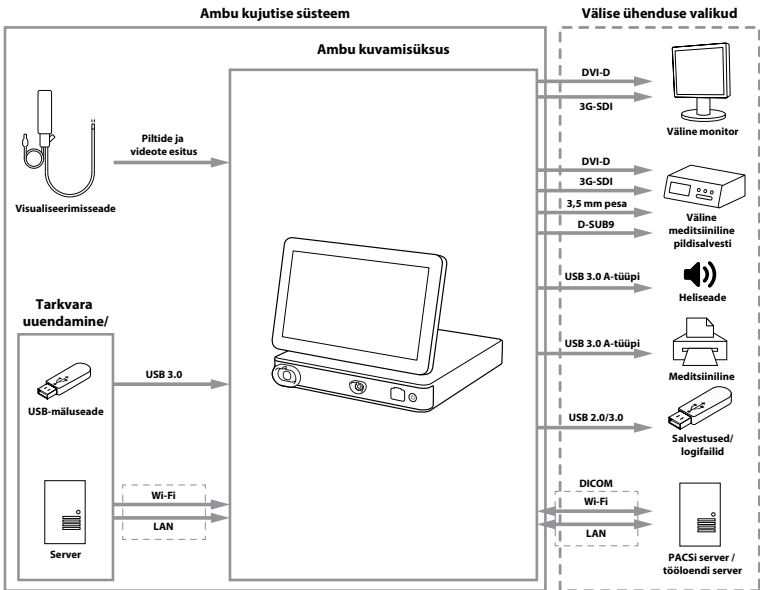 Ambu kujutise süsteem
Välise ühenduse valikud
Ambu kuvamisüksus
Visualiseerimisseade
Piltide ja
videote esitus
Tarkvara
uuendamine/
USB-mäluseade
USB 3.0
Server
Wi-Fi
LAN
DVI-D
3G-SDI
Väline monitor
DVI-D
3G-SDI
3,5 mm pesa
D-SUB9
Väline
meditsiiniline
pildisalvesti
USB 3.0 A-tüüpi
Heliseade
USB 3.0 A-tüüpi
Meditsiiniline
USB 2.0/3.0
Salvestused/
logifailid
DICOM
Wi-Fi
LAN
PACSi server /
tööloendi server